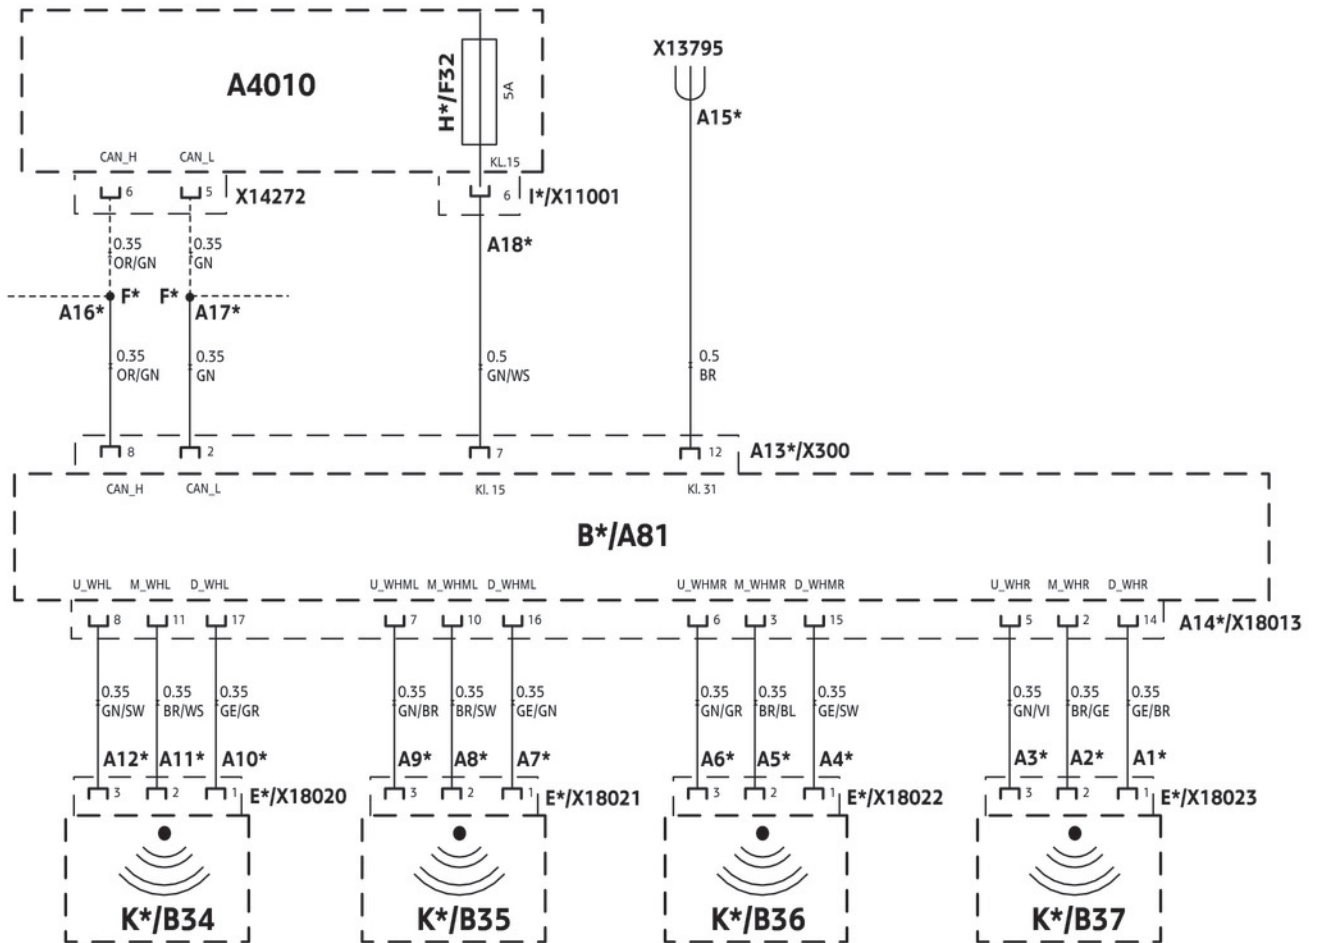 X13795
A4010
H*/F32
5A
A15*
CAN_H CAN_L KL.15
6 5 X14272 6 I*/X11001
A18*
0.35 0.35
OR/GN GN
F* F*
A16* A17*
0.35 0.35 0.5 0.5
OR/GN GN GN/WS BR
8 2 7 12 A13*/X300
CAN_H CAN_L Kl. 15 Kl. 31
B*/A81
U_WHL M_WHL D_WHL U_WHML M_WHML D_WHML U_WHMR M_WHMR D_WHMR U_WHR M_WHR D_WHR
8 11 17 7 10 16 6 3 15 5 2 14 A14*/X18013
0.35 0.35 0.35 0.35 0.35 0.35 0.35 0.35 0.35 0.35 0.35 0.35
GN/SW BR/WS GE/GR GN/BR BR/SW GE/GN GN/GR BR/BL GE/SW GN/VI BR/GE GE/BR
A12* A11* A10* A9* A8* A7* A6* A5* A4* A3* A2* A1*
3 2 1 E*/X18020 3 2 1 E*/X18021 3 2 1 E*/X18022 3 2 1 E*/X18023
K*/B34 K*/B35 K*/B36 K*/B37